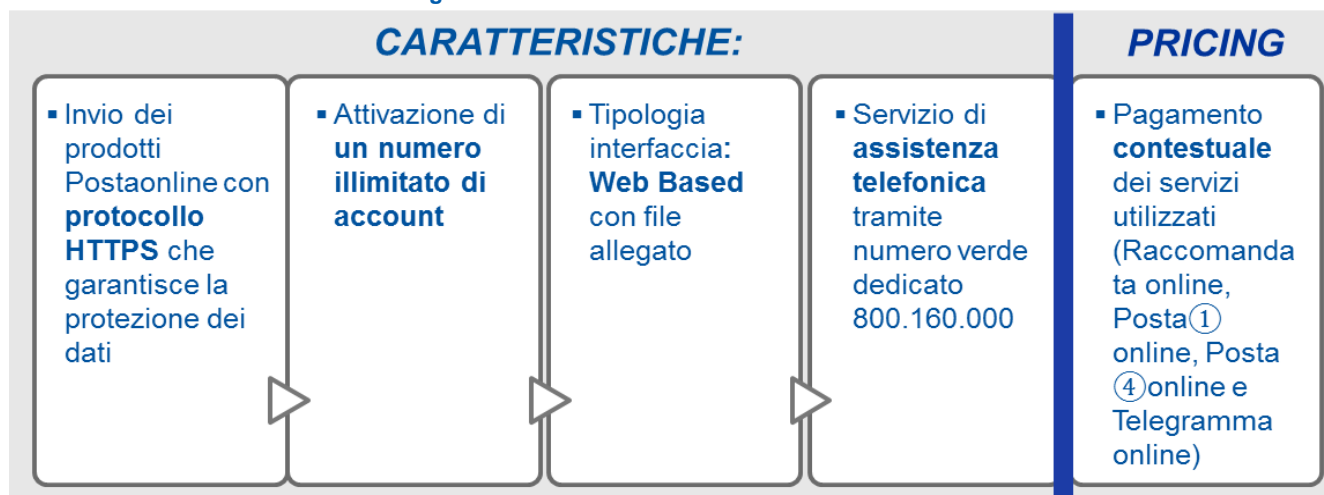 CARATTERISTICHE:
PRICING
▪ Invio dei
prodotti
Postaonline con
protocollo
HTTPS che
garantisce la
protezione dei
dati
▪ Attivazione di
un numero
illimitato di
account
▪ Tipologia
interfaccia:
Web Based
con file
allegato
▪ Servizio di
assistenza
telefonica
tramite
numero verde
dedicato
800.160.000
▪ Pagamento
contestuale
dei servizi
utilizzati
(Raccomanda
ta online,
Posta①
online, Posta
④online e
Telegramma
online)